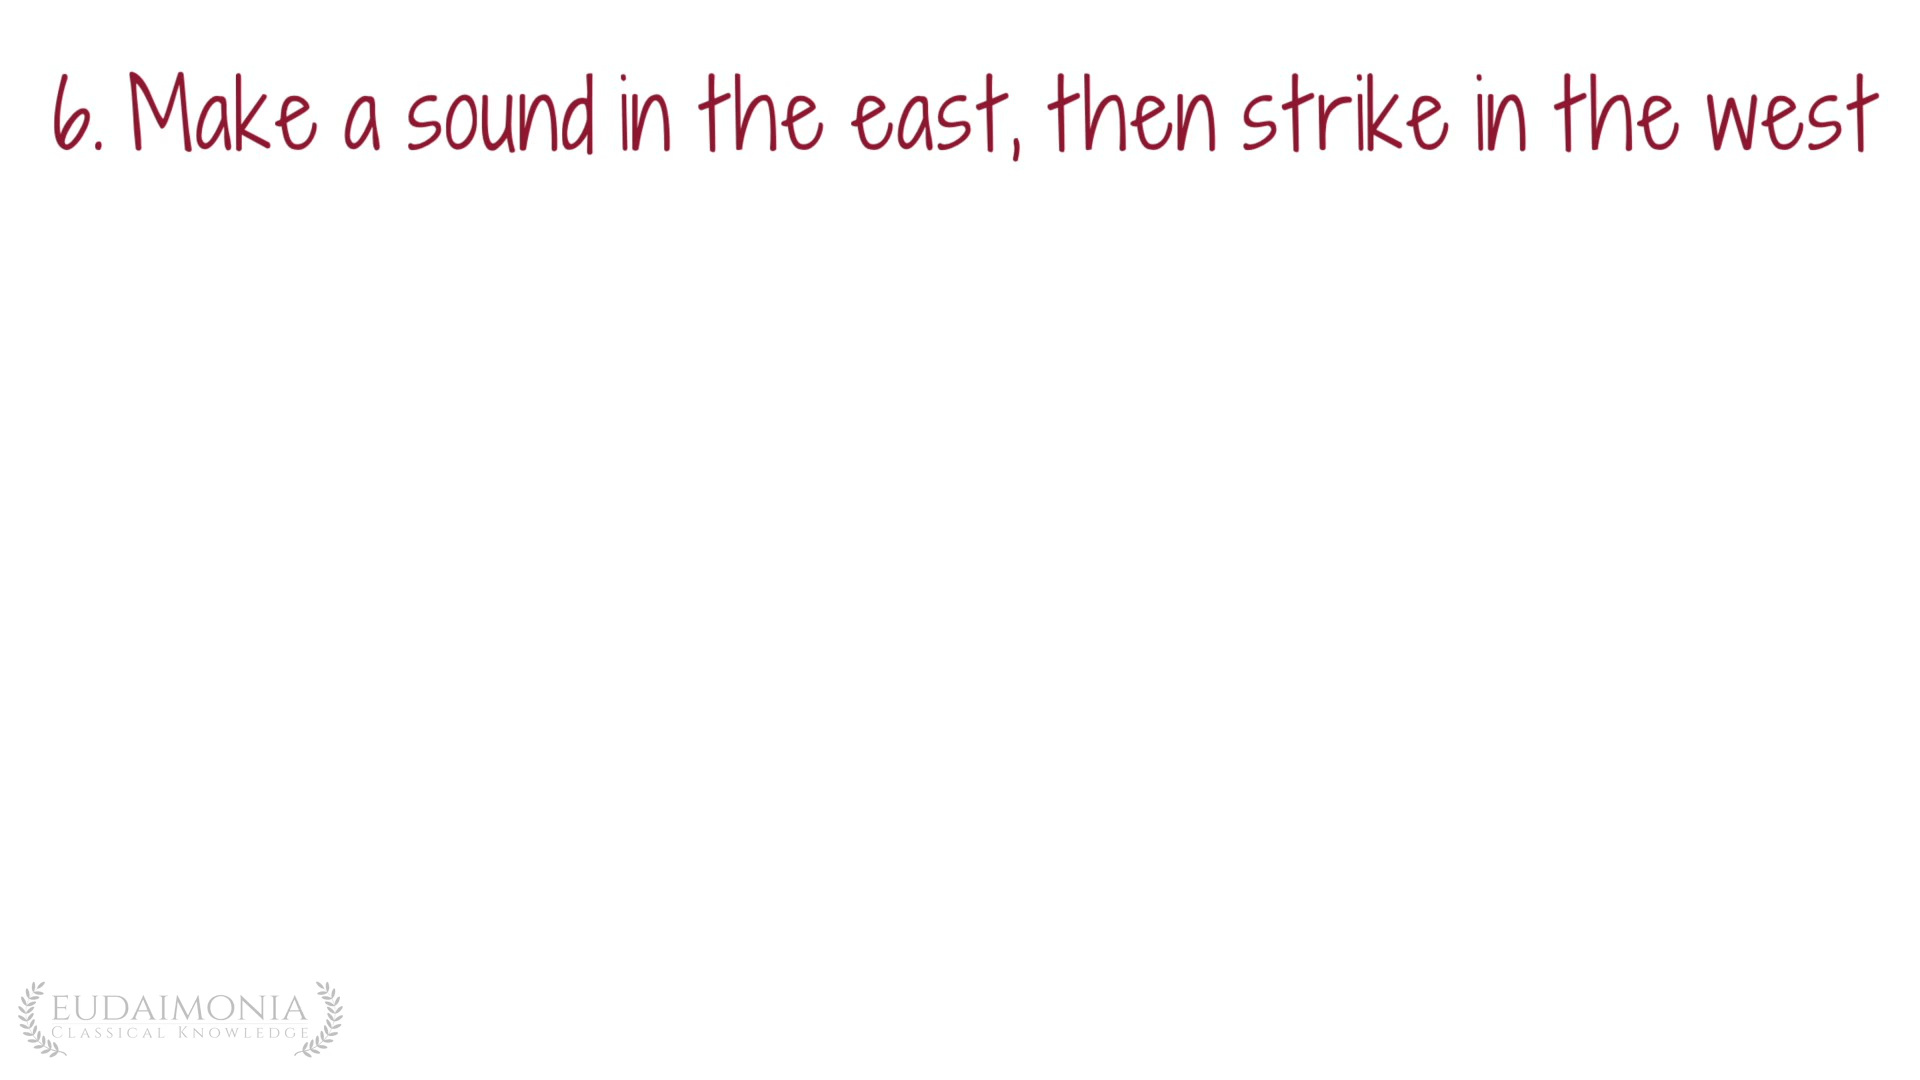 6. Make a sound in the east, then strike in the west
EUDAIMONIA
CLASSICAL KNOWLEDGE